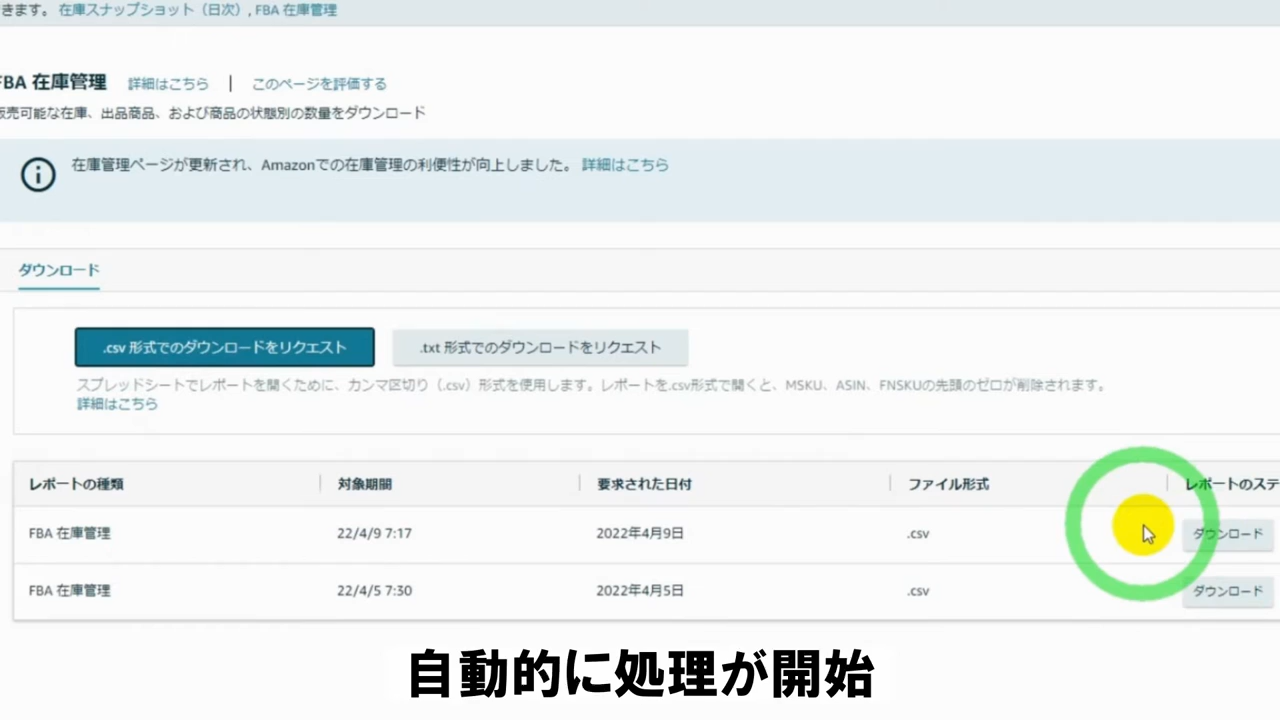 きます。 在庫スナップショット（日次）, FBA 在庫管理
FBA 在庫管理 詳細はこちら | このページを評価する
販売可能な在庫、出品商品、および商品の状態別の数量をダウンロード
在庫管理ページが更新され、Amazonでの在庫管理の利便性が向上しました。 詳細はこちら
ダウンロード
.csv 形式でのダウンロードをリクエスト .txt 形式でのダウンロードをリクエスト
スプレッドシートでレポートを開くために、カンマ区切り（.csv）形式を使用します。レポートを.csv形式で開くと、MSKU、ASIN、FNSKUの先頭のゼロが削除されます。
詳細はこちら
レポートの種類 対象期間 要求された日付 ファイル形式 レポートのステ
FBA 在庫管理 22/4/9 7:17 2022年4月9日 .csv ダウンロード
FBA 在庫管理 22/4/5 7:30 2022年4月5日 .csv ダウンロード
自動的に処理が開始